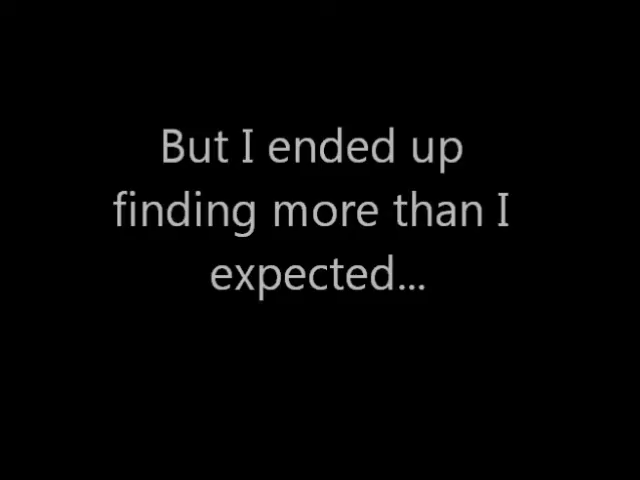 But I ended up
finding more than I
expected...